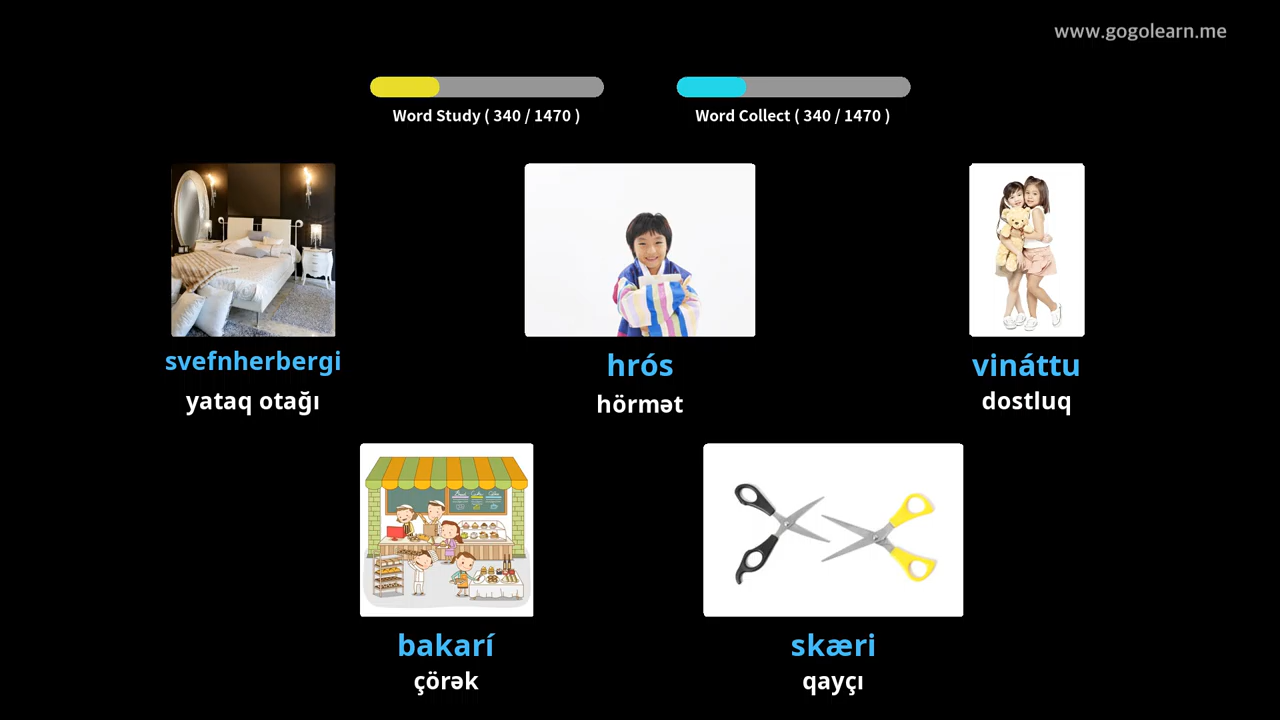 www.gogolearn.me
Word Study ( 340 / 1470 )
Word Collect ( 340 / 1470 )
svefnherbergi
yataq otağı
hrós
hörmət
vináttu
dostluq
bakarí
çörək
skæri
qayçı